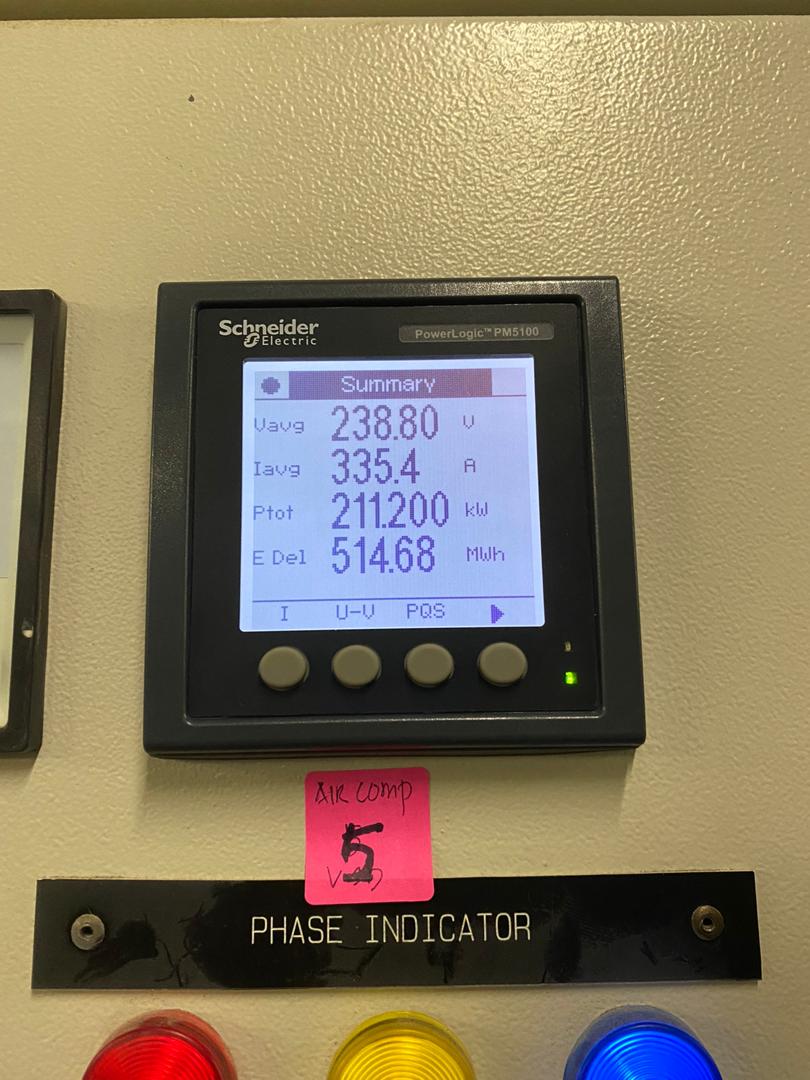 Schneider
Electric
PowerLogic™ PM5100
Summary
Vavg 238.80 V
Iavg 335.4 A
Ptot 211.200 kW
E Del 514.68 MWh
I U-V PQS
AIR COMP
5
PHASE INDICATOR